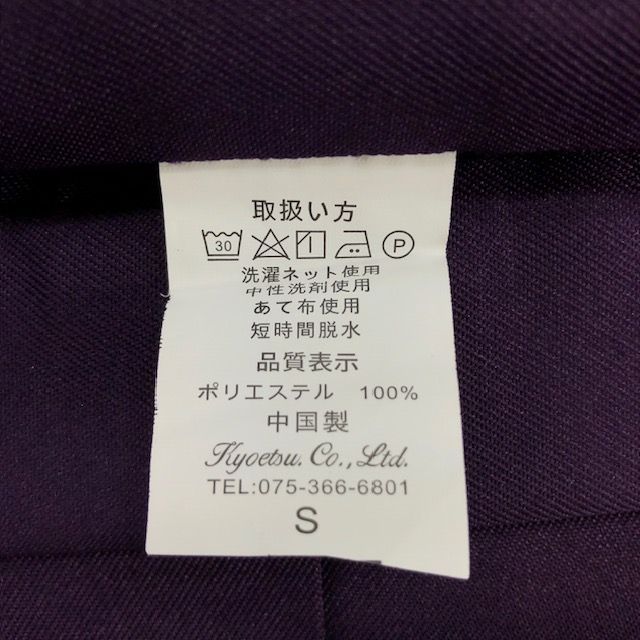 取扱い方
30 P
洗濯ネット使用
中性洗剤使用
あて布使用
短時間脱水
品質表示
ポリエステル 100%
中国製
Kyoetsu. Co., Ltd.
TEL:075-366-6801
S